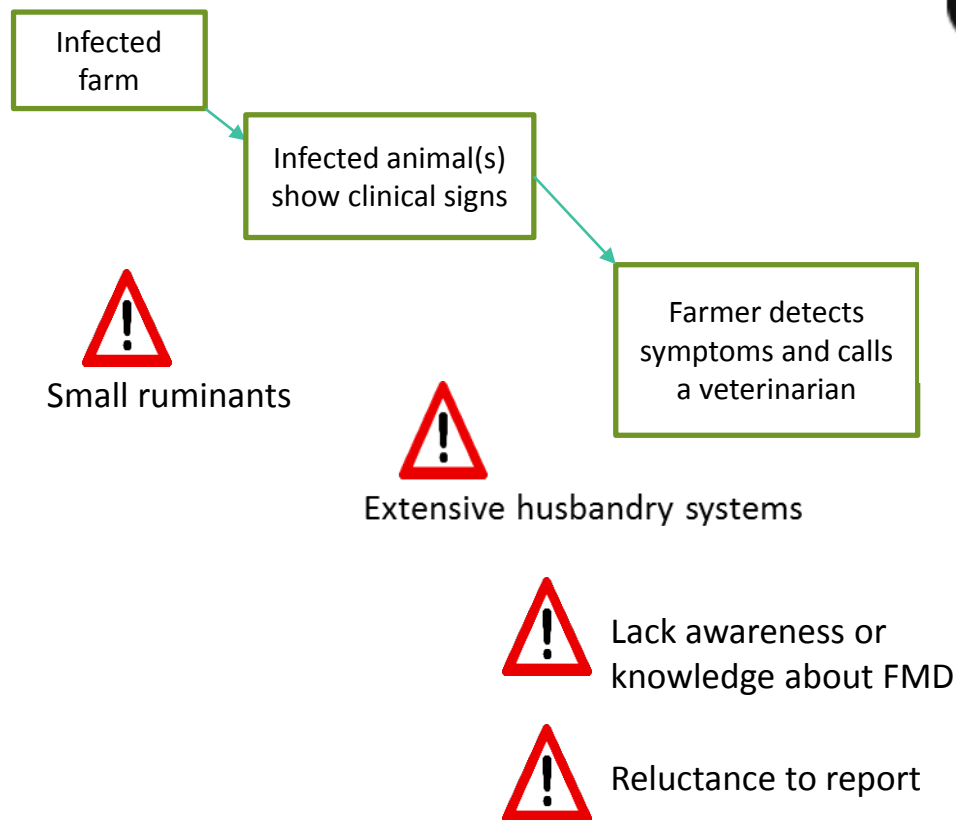 Infected
farm
Infected animal(s)
show clinical signs
Farmer detects
symptoms and calls
a veterinarian
Small ruminants
Extensive husbandry systems
Lack awareness or
knowledge about FMD
Reluctance to report